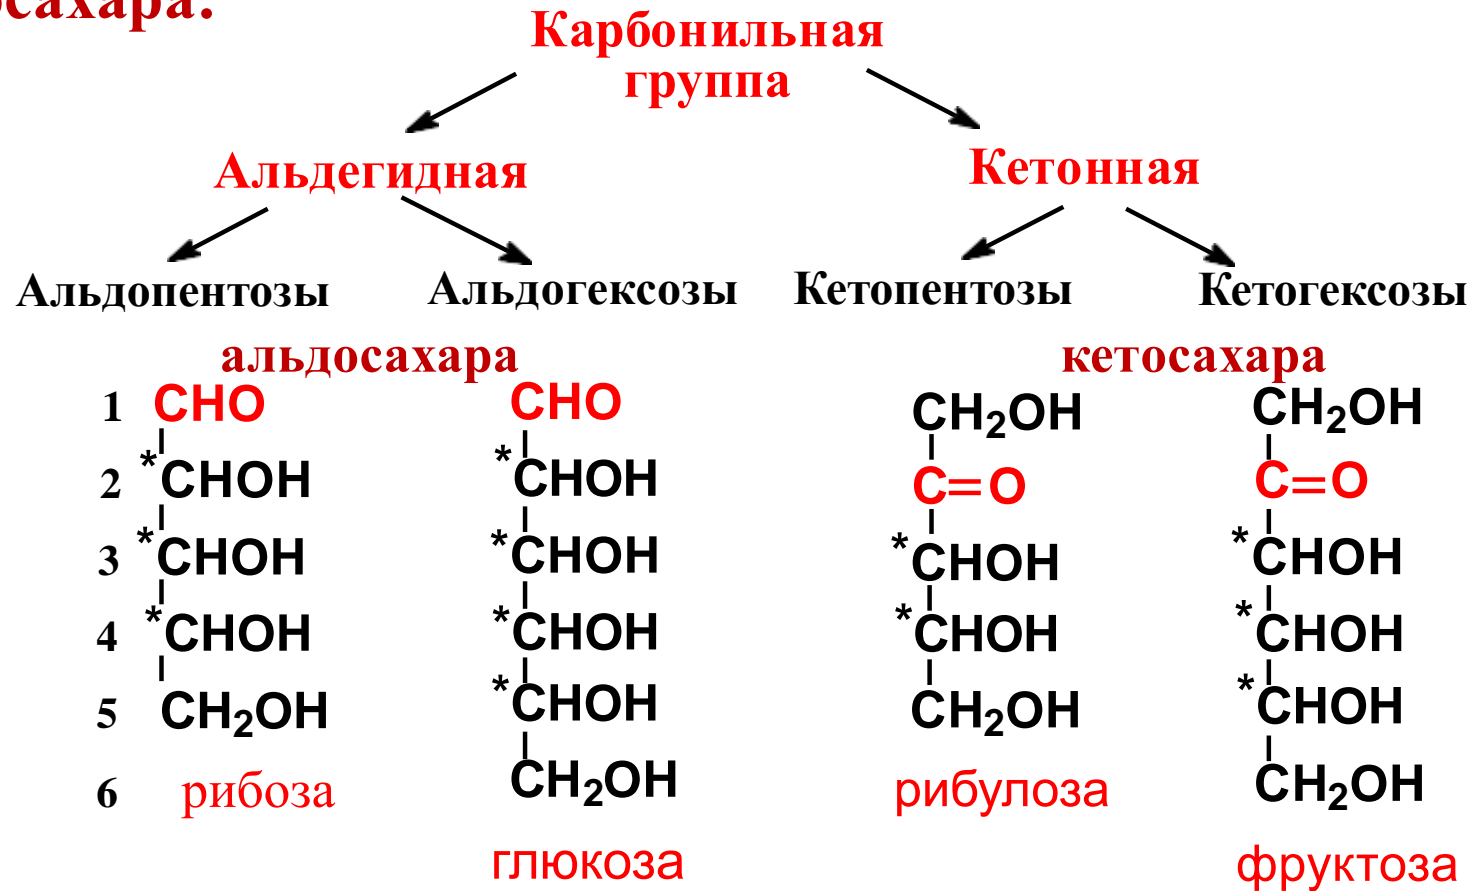 осахара:
Карбонильная
группа
Альдегидная Кетонная
Альдопентозы Альдогексозы Кетопентозы Кетогексозы
альдосахара кетосахара
1 CHO CHO CH₂OH CH₂OH
2 *CHOH *CHOH C=O C=O
3 *CHOH *CHOH *CHOH *CHOH
4 *CHOH *CHOH *CHOH *CHOH
5 CH₂OH *CHOH CH₂OH *CHOH
6 рибоза CH₂OH рибулоза CH₂OH
глюкоза фруктоза